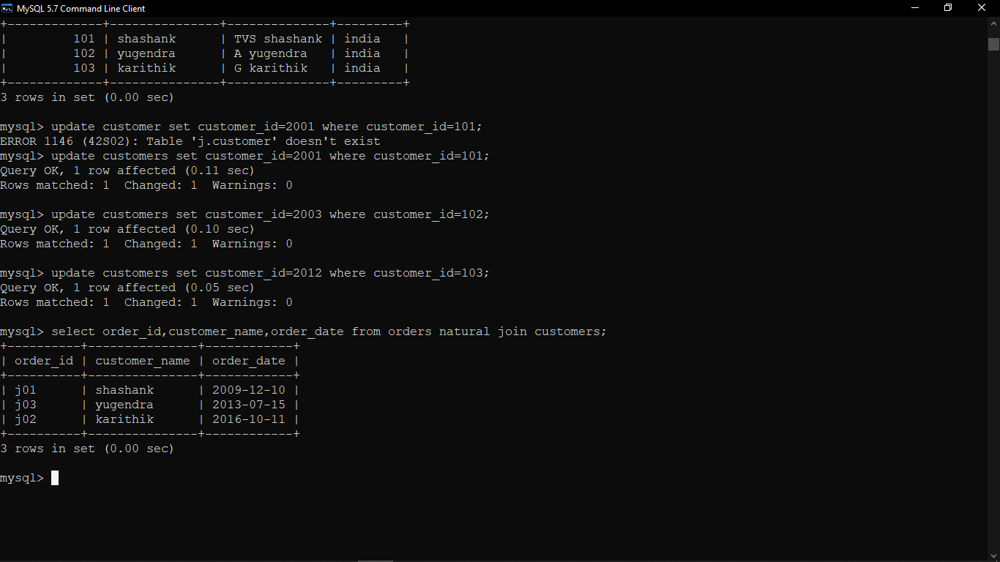 MySQL 5.7 Command Line Client
+-------------+---------------+--------------+---------+
|         101 | shashank      | TVS shashank | india   |
|         102 | yugendra      | A yugendra   | india   |
|         103 | karithik      | G karithik   | india   |
+-------------+---------------+--------------+---------+
3 rows in set (0.00 sec)
mysql> update customer set customer_id=2001 where customer_id=101;
ERROR 1146 (42S02): Table 'j.customer' doesn't exist
mysql> update customers set customer_id=2001 where customer_id=101;
Query OK, 1 row affected (0.11 sec)
Rows matched: 1  Changed: 1  Warnings: 0
mysql> update customers set customer_id=2003 where customer_id=102;
Query OK, 1 row affected (0.10 sec)
Rows matched: 1  Changed: 1  Warnings: 0
mysql> update customers set customer_id=2012 where customer_id=103;
Query OK, 1 row affected (0.05 sec)
Rows matched: 1  Changed: 1  Warnings: 0
mysql> select order_id,customer_name,order_date from orders natural join customers;
+----------+---------------+------------+
| order_id | customer_name | order_date |
+----------+---------------+------------+
| j01      | shashank      | 2009-12-10 |
| j03      | yugendra      | 2013-07-15 |
| j02      | karithik      | 2016-10-11 |
+----------+---------------+------------+
3 rows in set (0.00 sec)
mysql>